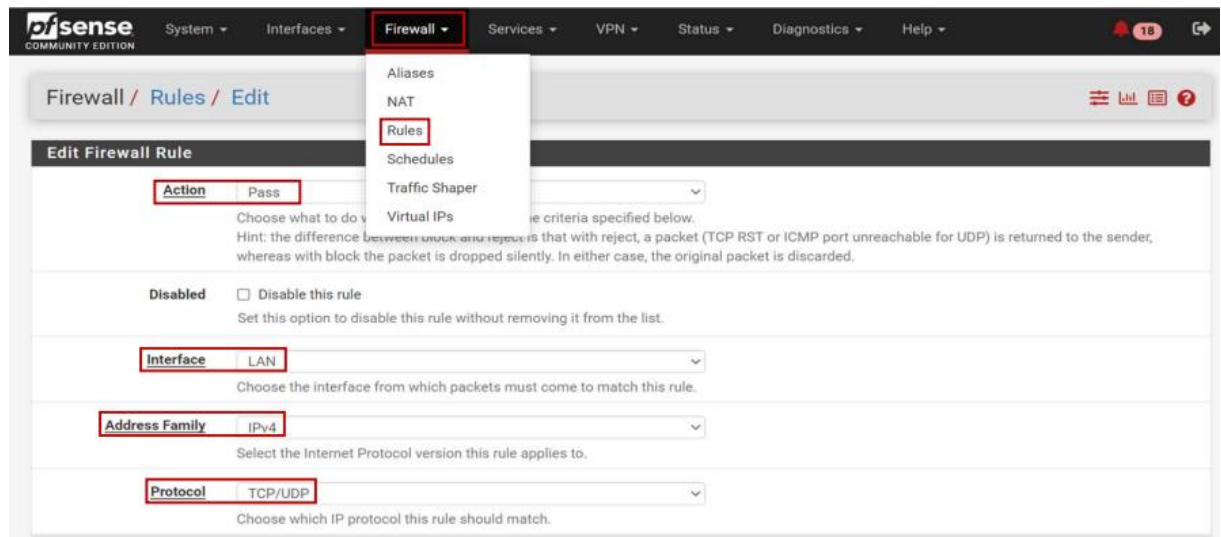 pfsense System Interfaces Firewall Services VPN Status Diagnostics Help 18
COMMUNITY EDITION
Aliases
Firewall / Rules / Edit
NAT
Rules
Edit Firewall Rule
Schedules
Action Pass
Traffic Shaper
Virtual IPs
Choose what to do criteria specified below.
Hint: the difference between block and reject is that with reject, a packet (TCP RST or ICMP port unreachable for UDP) is returned to the sender,
whereas with block the packet is dropped silently. In either case, the original packet is discarded.
Disabled Disable this rule
Set this option to disable this rule without removing it from the list.
Interface LAN
Choose the interface from which packets must come to match this rule.
Address Family IPv4
Select the Internet Protocol version this rule applies to.
Protocol TCP/UDP
Choose which IP protocol this rule should match.